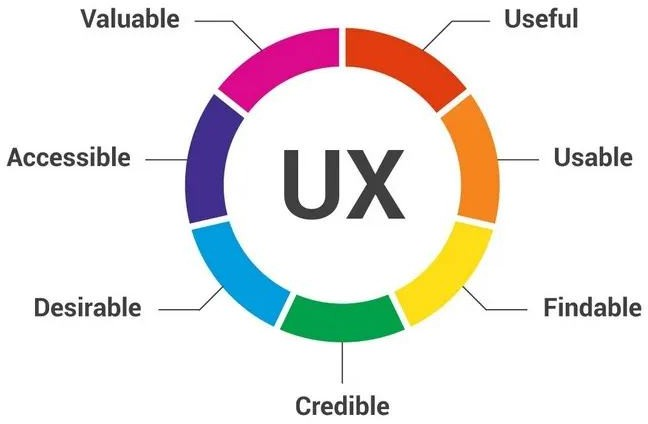 Valuable
Useful
Accessible
UX
Usable
Desirable
Findable
Credible